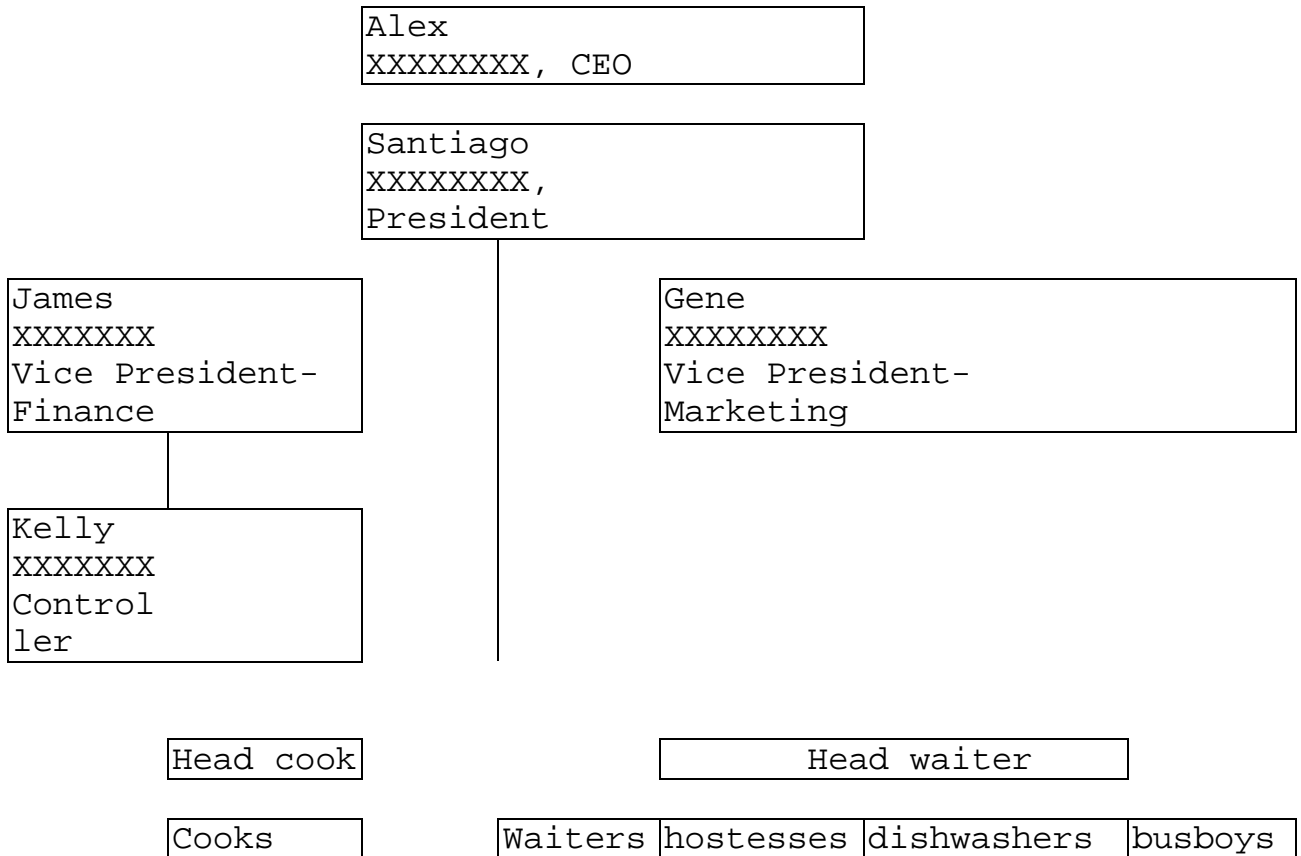 Alex
XXXXXXXX, CEO
Santiago
XXXXXXXX,
President
James
XXXXXXX
Vice President-
Finance
Gene
XXXXXXXX
Vice President-
Marketing
Kelly
XXXXXXX
Control
ler
Head cook
Head waiter
Cooks
Waiters hostesses dishwashers busboys